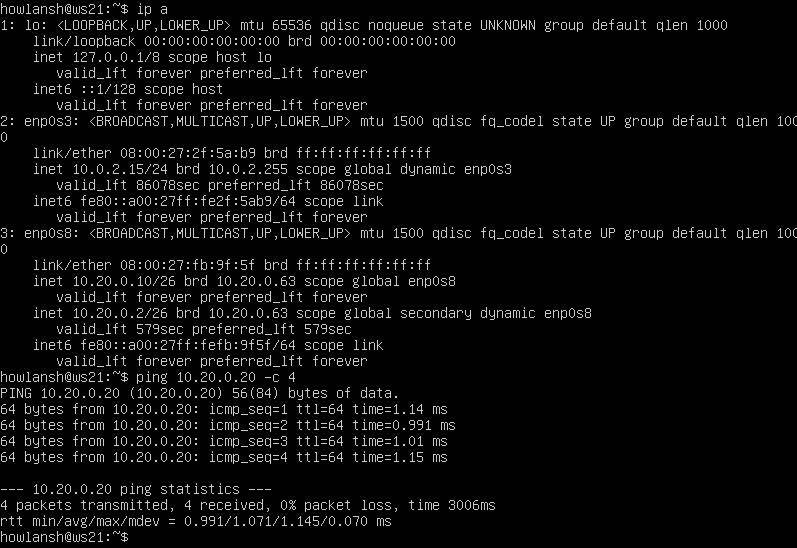 howlansh@ws21:~$ ip a
1: lo: <LOOPBACK,UP,LOWER_UP> mtu 65536 qdisc noqueue state UNKNOWN group default qlen 1000
    link/loopback 00:00:00:00:00:00 brd 00:00:00:00:00:00
    inet 127.0.0.1/8 scope host lo
       valid_lft forever preferred_lft forever
    inet6 ::1/128 scope host
       valid_lft forever preferred_lft forever
2: enp0s3: <BROADCAST,MULTICAST,UP,LOWER_UP> mtu 1500 qdisc fq_codel state UP group default qlen 100
0
    link/ether 08:00:27:2f:5a:b9 brd ff:ff:ff:ff:ff:ff
    inet 10.0.2.15/24 brd 10.0.2.255 scope global dynamic enp0s3
       valid_lft 86078sec preferred_lft 86078sec
    inet6 fe80::a00:27ff:fe2f:5ab9/64 scope link
       valid_lft forever preferred_lft forever
3: enp0s8: <BROADCAST,MULTICAST,UP,LOWER_UP> mtu 1500 qdisc fq_codel state UP group default qlen 100
0
    link/ether 08:00:27:fb:9f:5f brd ff:ff:ff:ff:ff:ff
    inet 10.20.0.10/26 brd 10.20.0.63 scope global enp0s8
       valid_lft forever preferred_lft forever
    inet 10.20.0.2/26 brd 10.20.0.63 scope global secondary dynamic enp0s8
       valid_lft 579sec preferred_lft 579sec
    inet6 fe80::a00:27ff:fefb:9f5f/64 scope link
       valid_lft forever preferred_lft forever
howlansh@ws21:~$ ping 10.20.0.20 -c 4
PING 10.20.0.20 (10.20.0.20) 56(84) bytes of data.
64 bytes from 10.20.0.20: icmp_seq=1 ttl=64 time=1.14 ms
64 bytes from 10.20.0.20: icmp_seq=2 ttl=64 time=0.991 ms
64 bytes from 10.20.0.20: icmp_seq=3 ttl=64 time=1.01 ms
64 bytes from 10.20.0.20: icmp_seq=4 ttl=64 time=1.15 ms

--- 10.20.0.20 ping statistics ---
4 packets transmitted, 4 received, 0% packet loss, time 3006ms
rtt min/avg/max/mdev = 0.991/1.071/1.145/0.070 ms
howlansh@ws21:~$